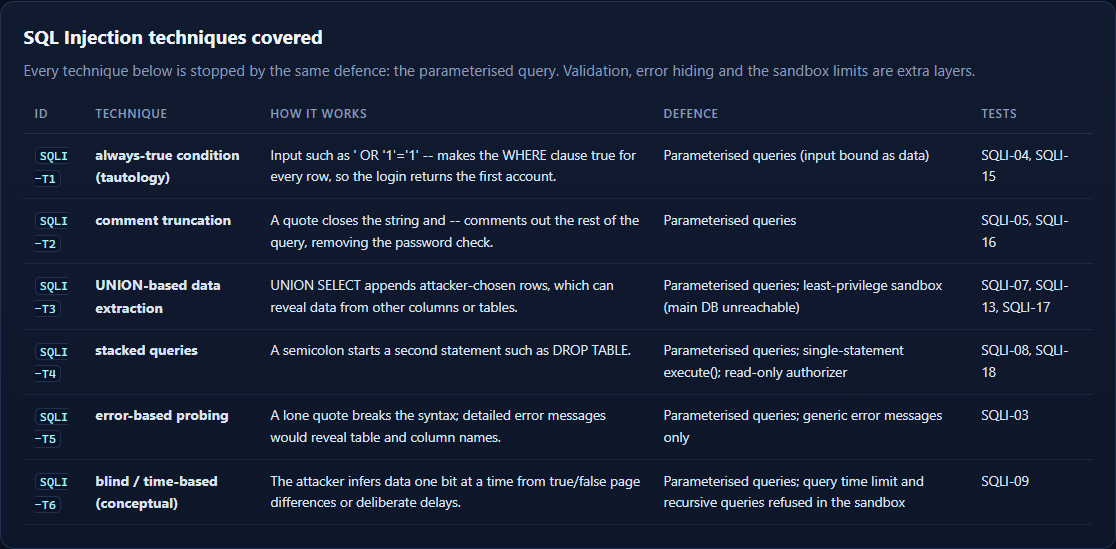 SQL Injection techniques covered
Every technique below is stopped by the same defence: the parameterised query. Validation, error hiding and the sandbox limits are extra layers.
ID TECHNIQUE HOW IT WORKS DEFENCE TESTS
SQLI always-true condition Input such as ' OR '1'='1' -- makes the WHERE clause true for Parameterised queries (input bound as data) SQLI-04, SQLI-
-T1 (tautology) every row, so the login returns the first account. 15
SQLI comment truncation A quote closes the string and -- comments out the rest of the Parameterised queries SQLI-05, SQLI-
-T2 query, removing the password check. 16
SQLI UNION-based data UNION SELECT appends attacker-chosen rows, which can Parameterised queries; least-privilege sandbox SQLI-07, SQLI-
-T3 extraction reveal data from other columns or tables. (main DB unreachable) 13, SQLI-17
SQLI stacked queries A semicolon starts a second statement such as DROP TABLE. Parameterised queries; single-statement SQLI-08, SQLI-
-T4 execute(); read-only authorizer 18
SQLI error-based probing A lone quote breaks the syntax; detailed error messages Parameterised queries; generic error messages SQLI-03
-T5 would reveal table and column names. only
SQLI blind / time-based The attacker infers data one bit at a time from true/false page Parameterised queries; query time limit and SQLI-09
-T6 (conceptual) differences or deliberate delays. recursive queries refused in the sandbox